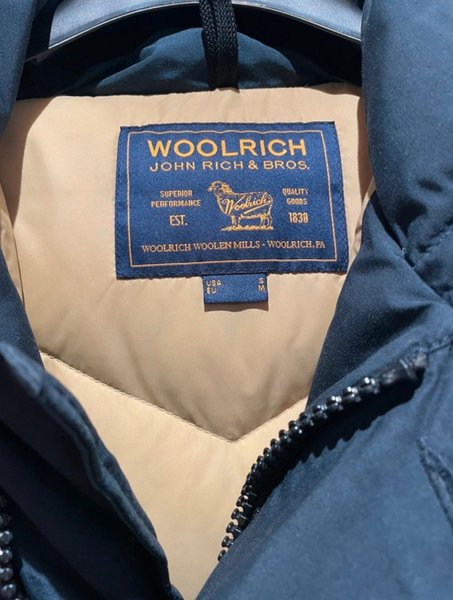 WOOLRICH
JOHN RICH & BROS.
SUPERIOR PERFORMANCE
EST.
Woolrich
QUALITY GOODS
1830
WOOLRICH WOOLEN MILLS - WOOLRICH, PA
USA S
EU M